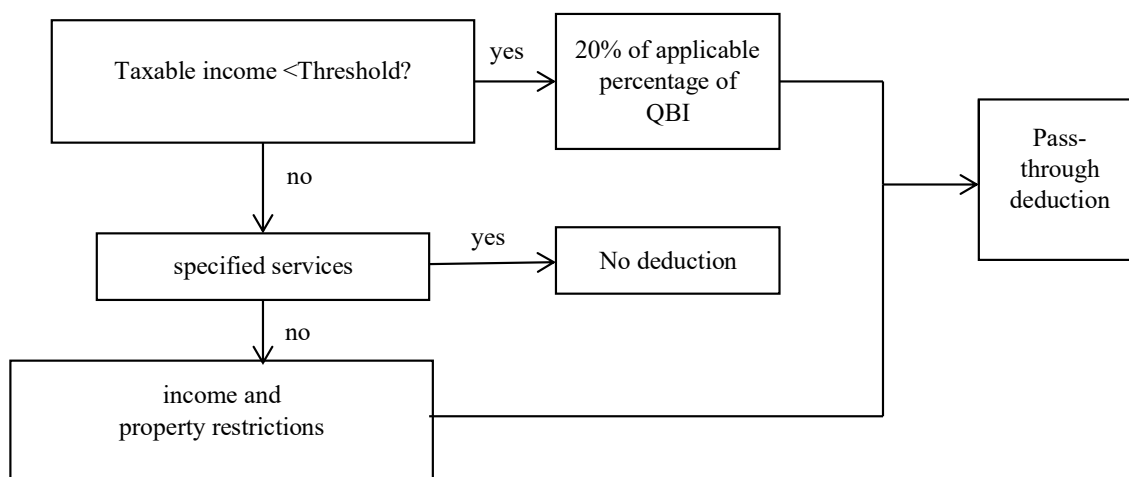 Taxable income <Threshold?
yes
20% of applicable
percentage of
QBI
Pass-
through
deduction
no
specified services
yes
No deduction
no
income and
property restrictions